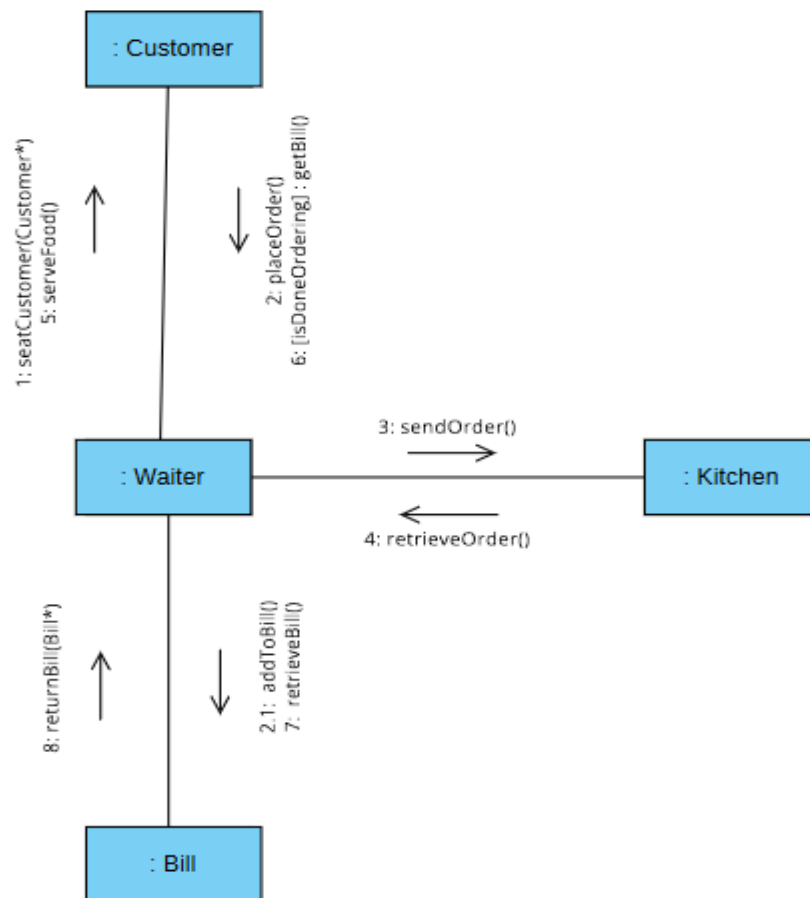 : Customer
1: seatCustomer(Customer*)
5: serveFood()
2: placeOrder()
6: [isDoneOrdering] : getBill()
3: sendOrder()
: Waiter
: Kitchen
4: retrieveOrder()
8: returnBill(Bill*)
2.1: addToBill()
7: retrieveBill()
: Bill